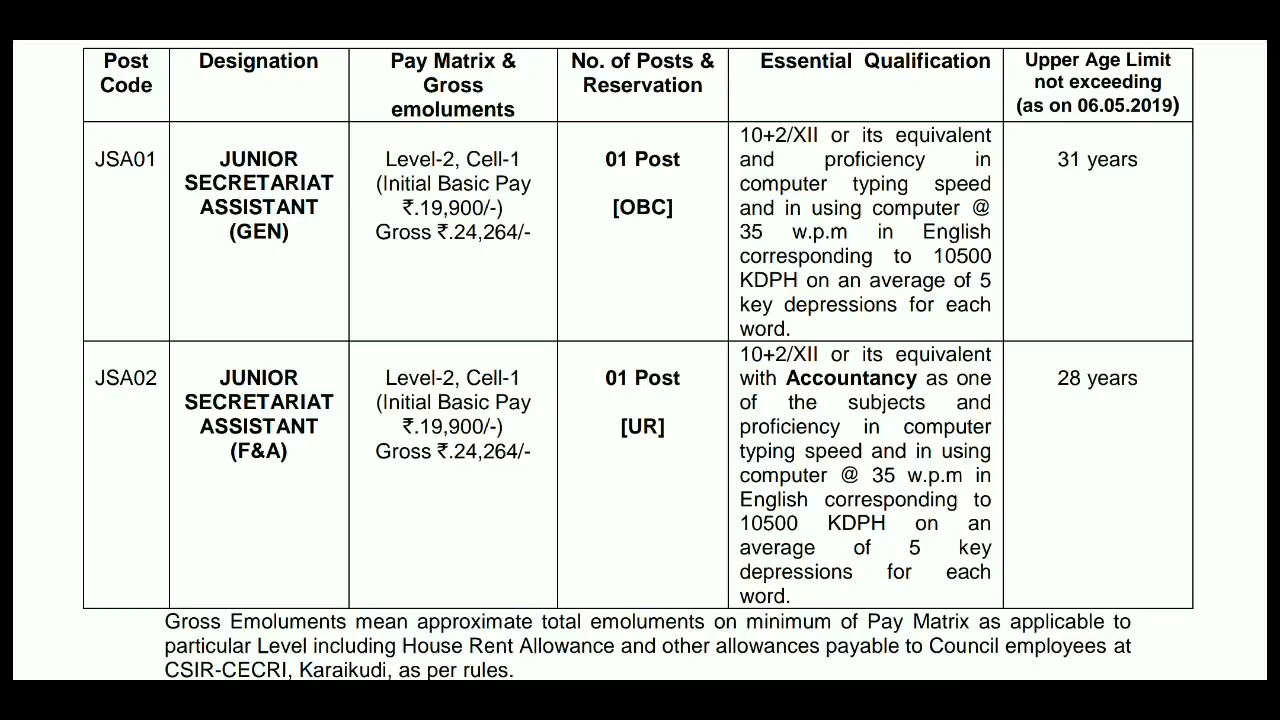 Post Code
Designation
Pay Matrix &
Gross
emoluments
No. of Posts &
Reservation
Essential Qualification
Upper Age Limit
not exceeding
(as on 06.05.2019)
JSA01
JUNIOR
SECRETARIAT
ASSISTANT
(GEN)
Level-2, Cell-1
(Initial Basic Pay
₹.19,900/-)
Gross ₹.24,264/-
01 Post
[OBC]
10+2/XII or its equivalent
and proficiency in
computer typing speed
and in using computer @
35 w.p.m in English
corresponding to 10500
KDPH on an average of 5
key depressions for each
word.
31 years
JSA02
JUNIOR
SECRETARIAT
ASSISTANT
(F&A)
Level-2, Cell-1
(Initial Basic Pay
₹.19,900/-)
Gross ₹.24,264/-
01 Post
[UR]
10+2/XII or its equivalent
with Accountancy as one
of the subjects and
proficiency in computer
typing speed and in using
computer @ 35 w.p.m in
English corresponding to
10500 KDPH on an
average of 5 key
depressions for each
word.
28 years
Gross Emoluments mean approximate total emoluments on minimum of Pay Matrix as applicable to
particular Level including House Rent Allowance and other allowances payable to Council employees at
CSIR-CECRI, Karaikudi, as per rules.